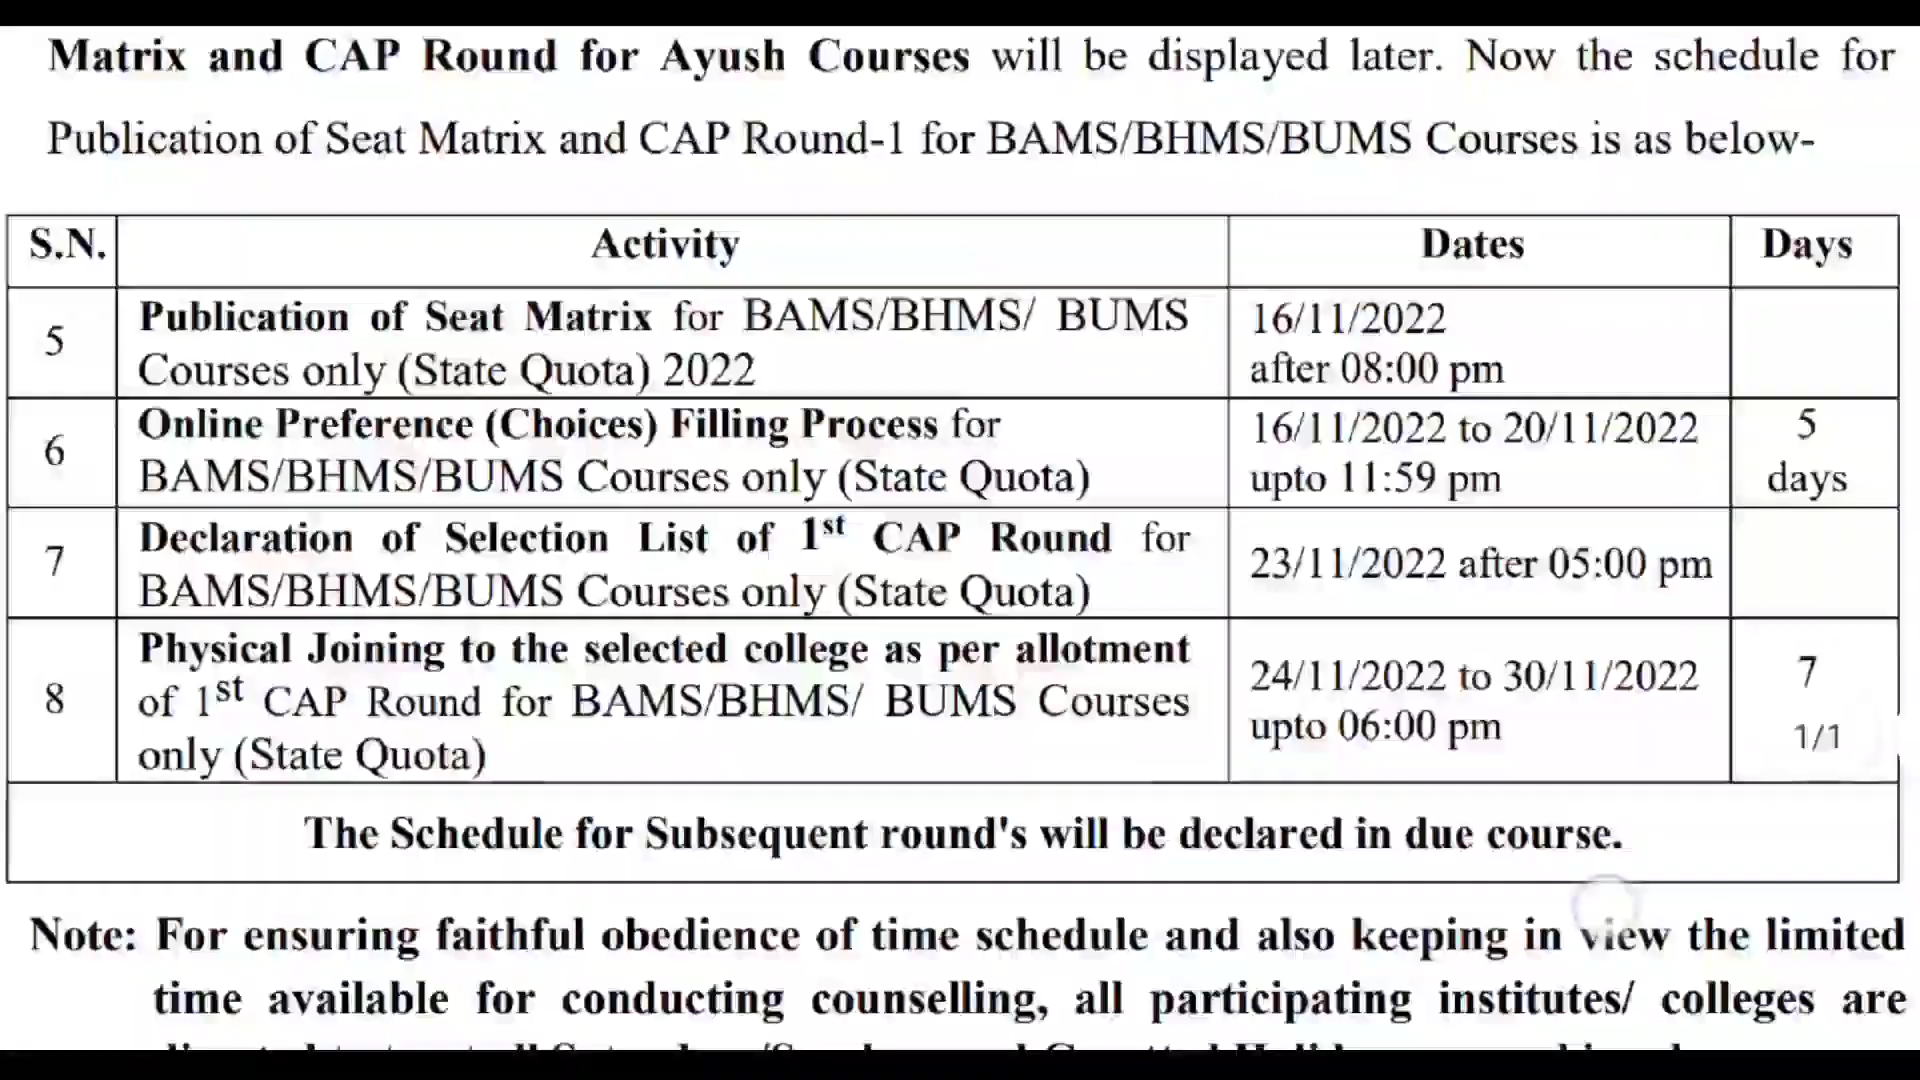 Matrix and CAP Round for Ayush Courses will be displayed later. Now the schedule for
Publication of Seat Matrix and CAP Round-1 for BAMS/BHMS/BUMS Courses is as below-
S.N. Activity Dates Days
5 Publication of Seat Matrix for BAMS/BHMS/ BUMS
Courses only (State Quota) 2022
16/11/2022
after 08:00 pm
6 Online Preference (Choices) Filling Process for
BAMS/BHMS/BUMS Courses only (State Quota)
16/11/2022 to 20/11/2022
upto 11:59 pm
5
days
7 Declaration of Selection List of 1st CAP Round for
BAMS/BHMS/BUMS Courses only (State Quota)
23/11/2022 after 05:00 pm
8 Physical Joining to the selected college as per allotment
of 1st CAP Round for BAMS/BHMS/ BUMS Courses
only (State Quota)
24/11/2022 to 30/11/2022
upto 06:00 pm
7
1/1
The Schedule for Subsequent round's will be declared in due course.
Note: For ensuring faithful obedience of time schedule and also keeping in view the limited
time available for conducting counselling, all participating institutes/ colleges are